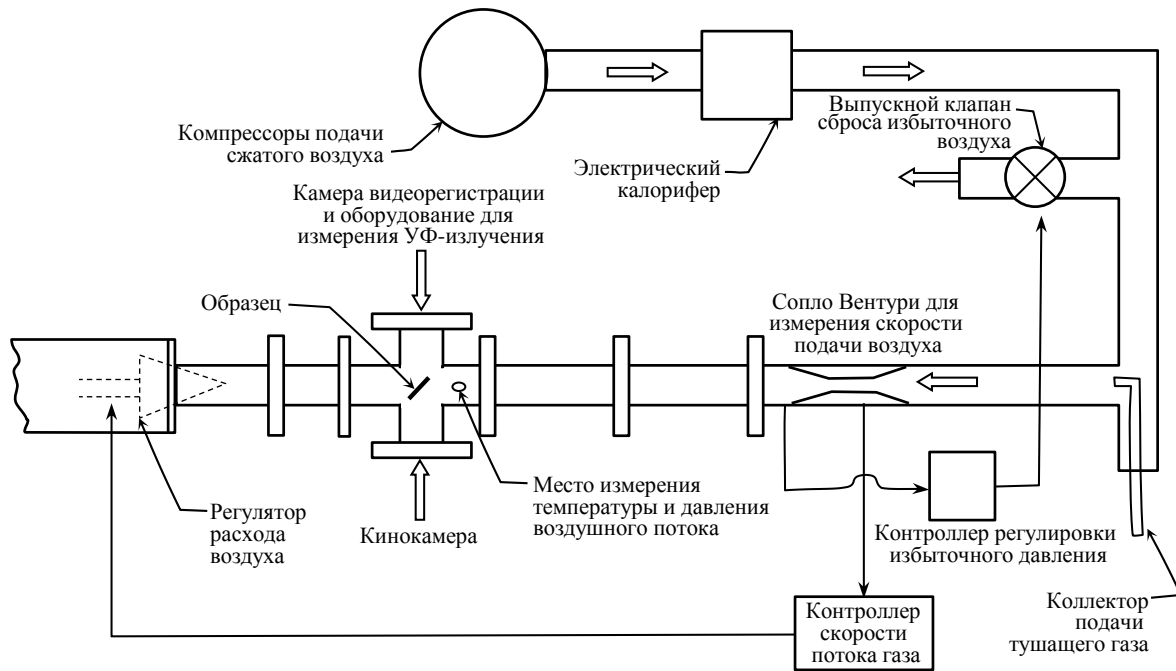 Компрессоры подачи
сжатого воздуха
Электрический
калорифер
Выпускной клапан
сброса избыточного
воздуха
Камера видеорегистрации
и оборудование для
измерения УФ-излучения
Образец
Сопло Вентури для
измерения скорости
подачи воздуха
Регулятор
расхода
воздуха
Кинокамера
Место измерения
температуры и давления
воздушного потока
Контроллер регулировки
избыточного давления
Контроллер
скорости
потока газа
Коллектор
подачи
тушащего газа